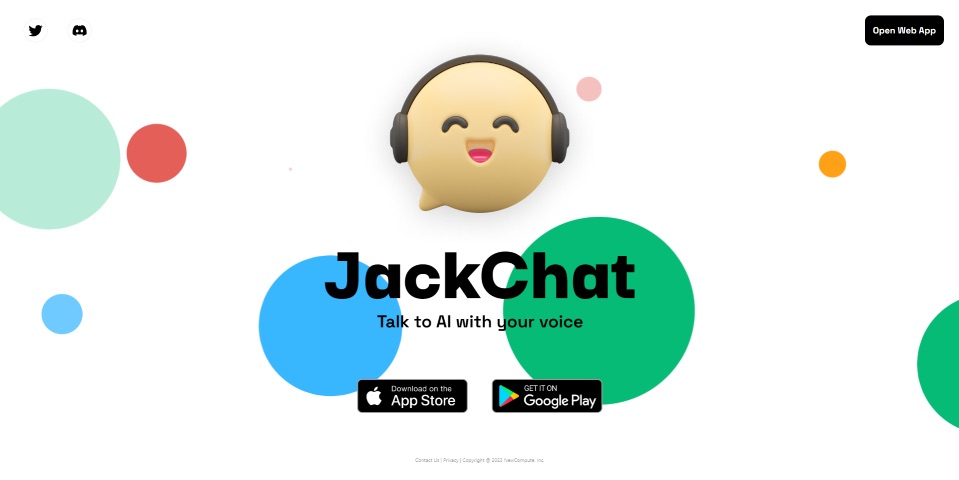 Open Web App
JackChat
Talk to AI with your voice
Download on the
App Store
GET IT ON
Google Play
Contact Us | Privacy | Copyright @ 2023 NewCompute, Inc